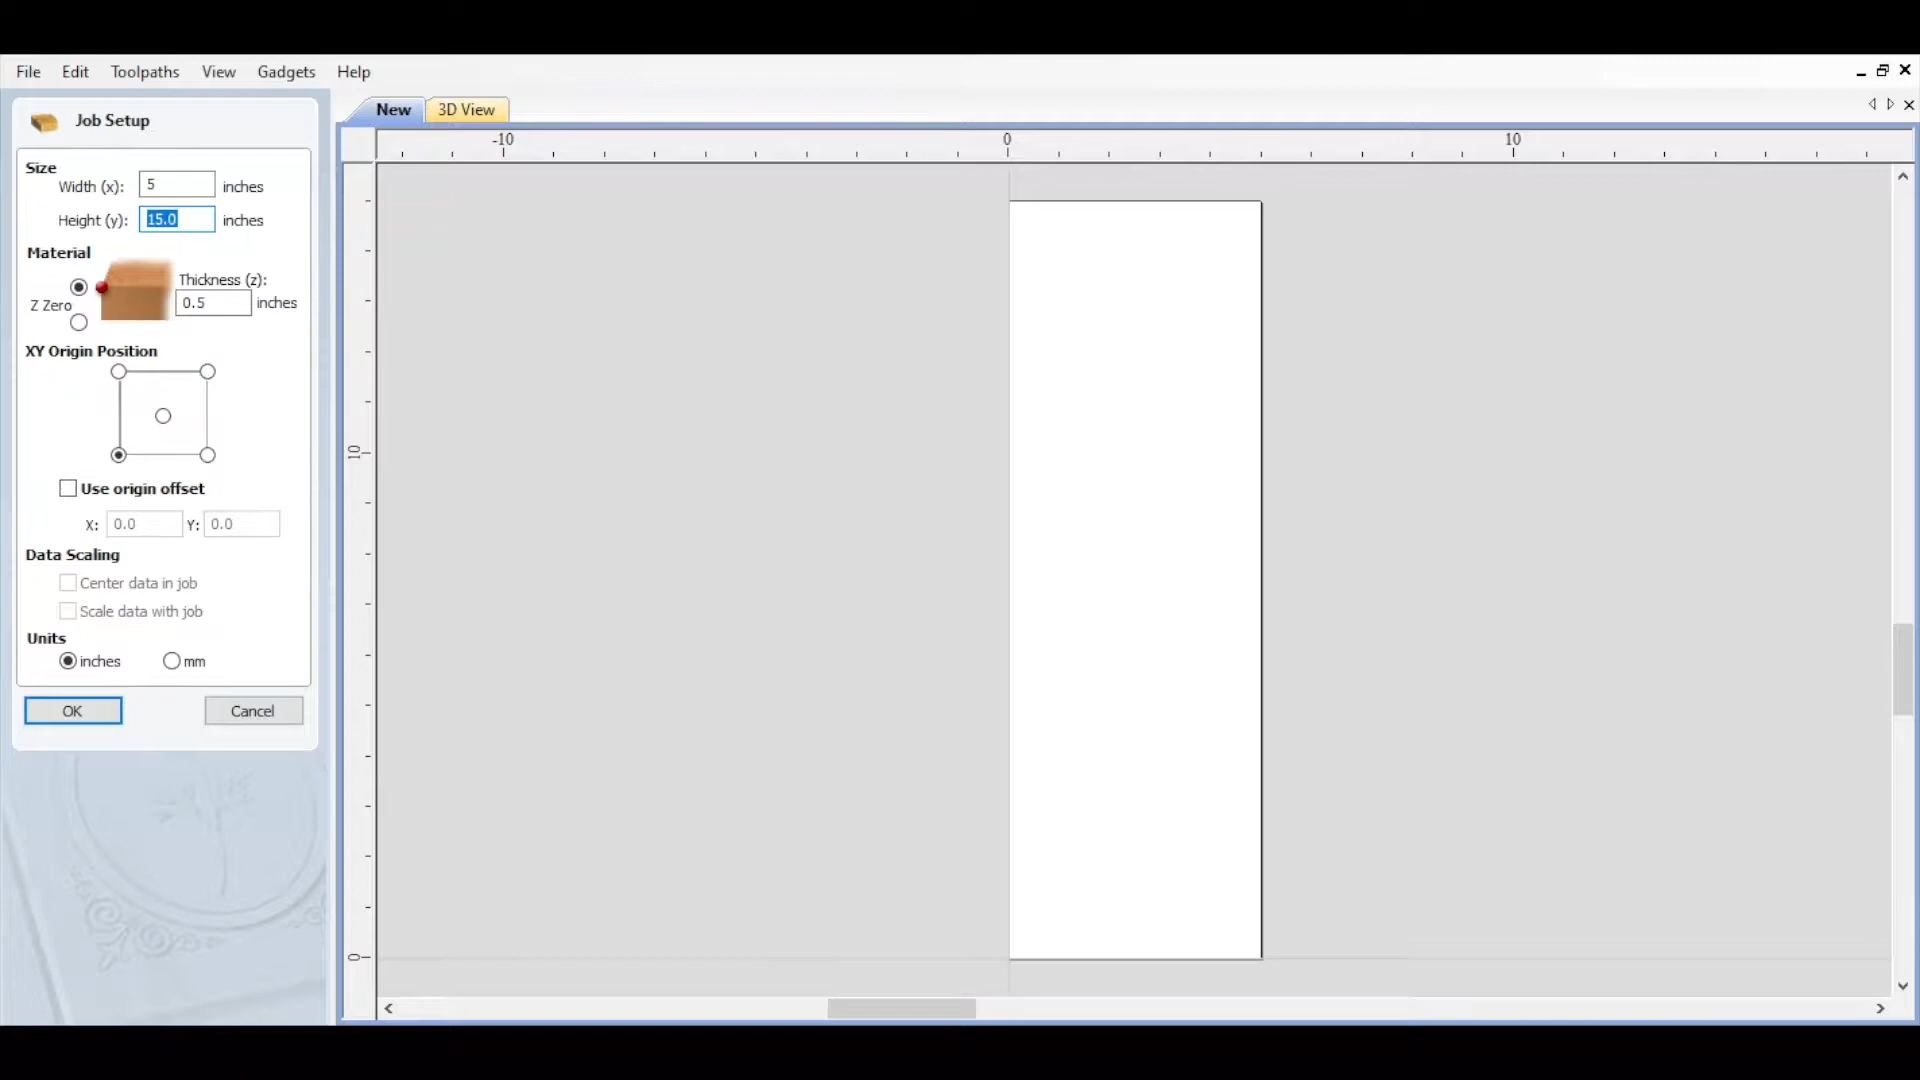 File Edit Toolpaths View Gadgets Help
Job Setup
New 3D View
-10 0 10
Size
Width (x): 5 inches
Height (y): 15.0 inches
Material
Thickness (z):
Z Zero 0.5 inches
XY Origin Position
10
Use origin offset
X: 0.0 Y: 0.0
Data Scaling
Center data in job
Scale data with job
Units
inches mm
OK Cancel
0